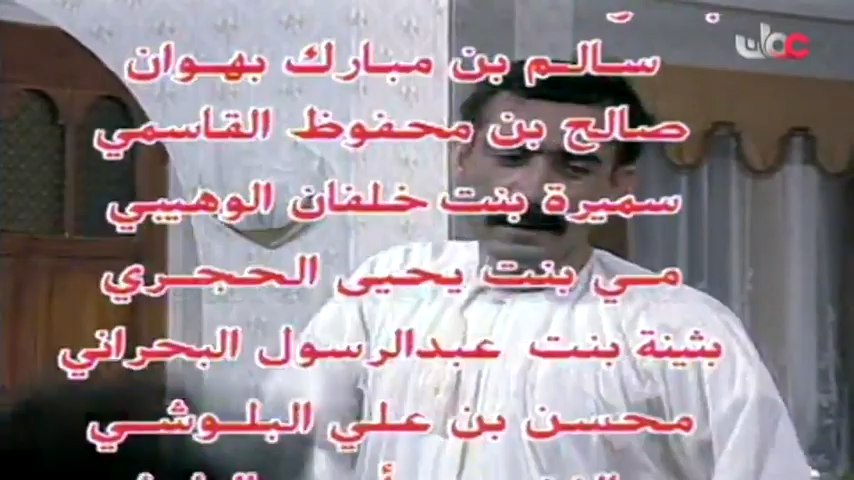 عمان
سالم بن مبارك بهوان
صالح بن محفوظ القاسمي
سميرة بنت خلفان الوهيبي
مي بنت يحيى الحجري
بثينة بنت عبدالرسول البحراني
محسن بن علي البلوشي